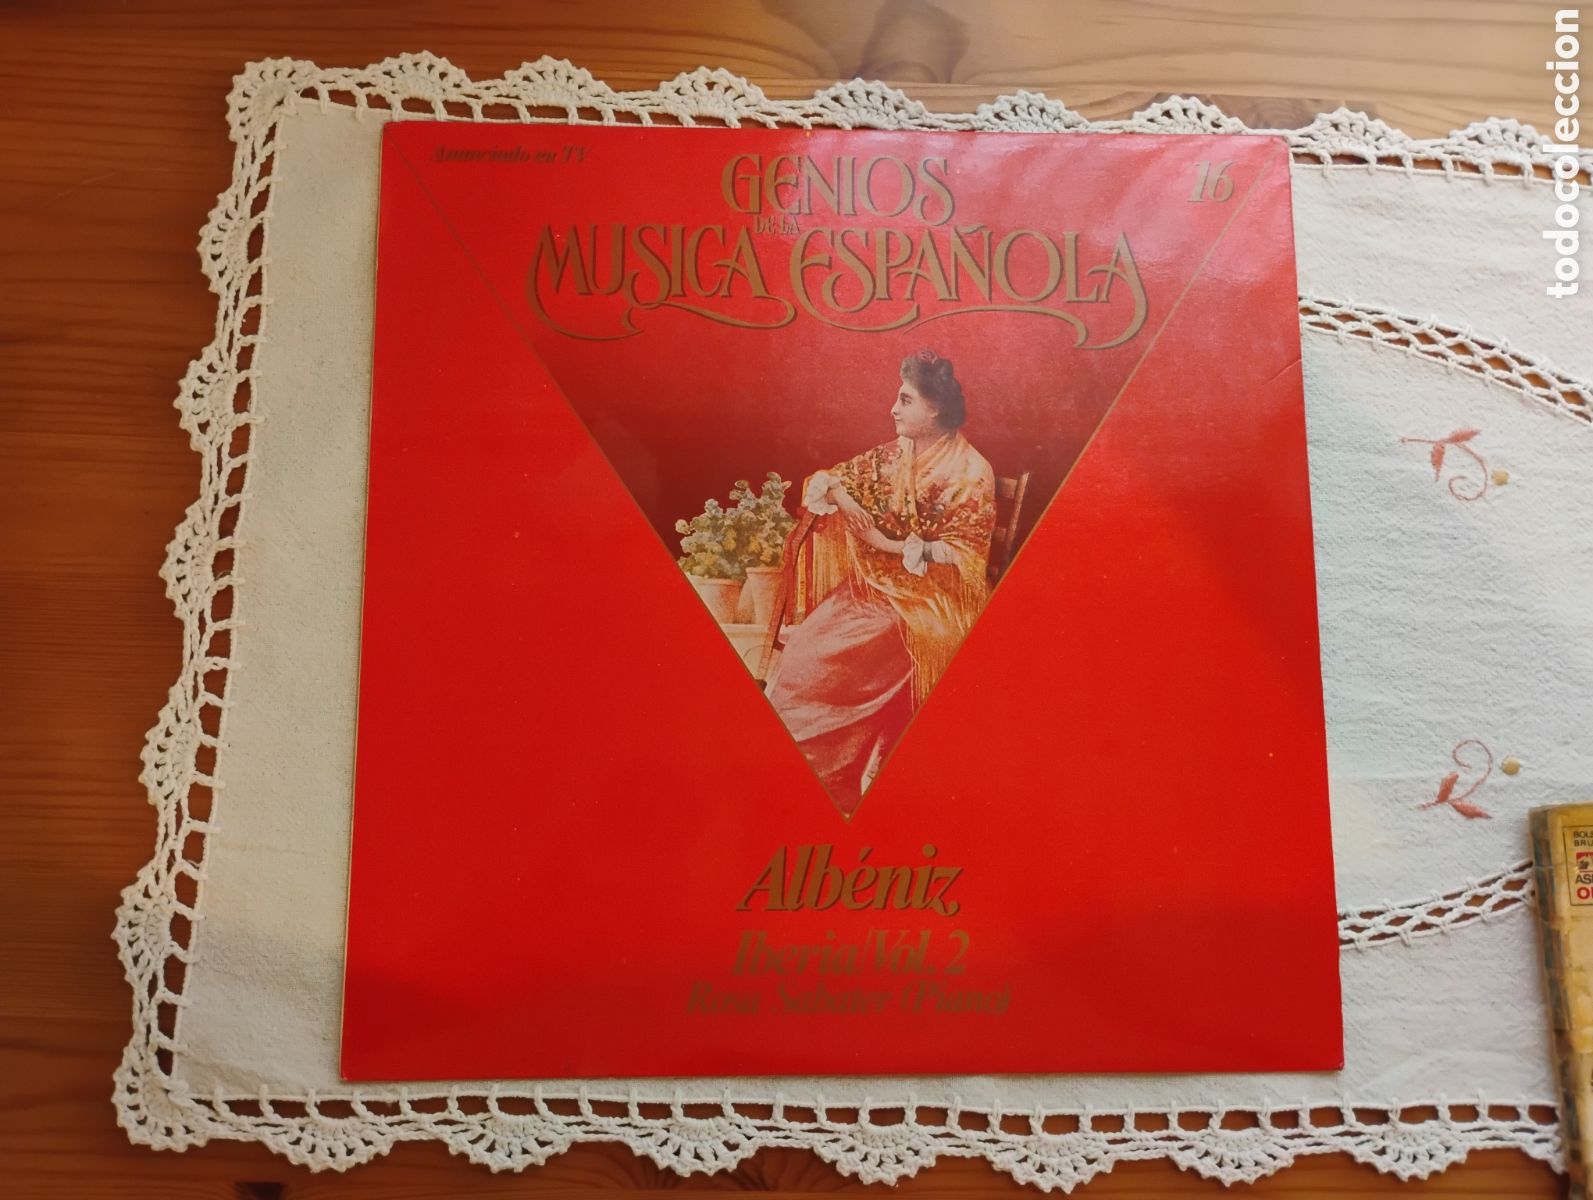 Anunciado en TV
GENIOS
DE LA
MUSICA ESPAÑOLA
16
Albéniz
Iberia/Vol. 2
Rosa Sabater (Piano)
todocoleccion